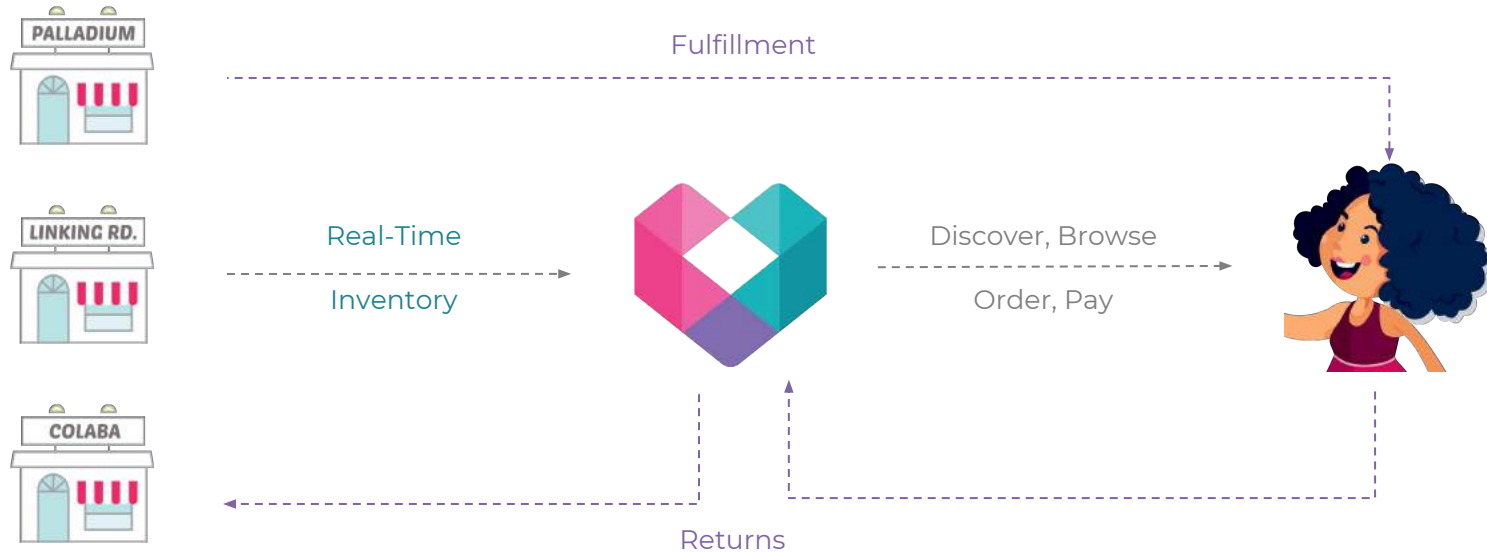 PALLADIUM
Fulfillment
LINKING RD.
Real-Time
Inventory
Discover, Browse
Order, Pay
COLABA
Returns